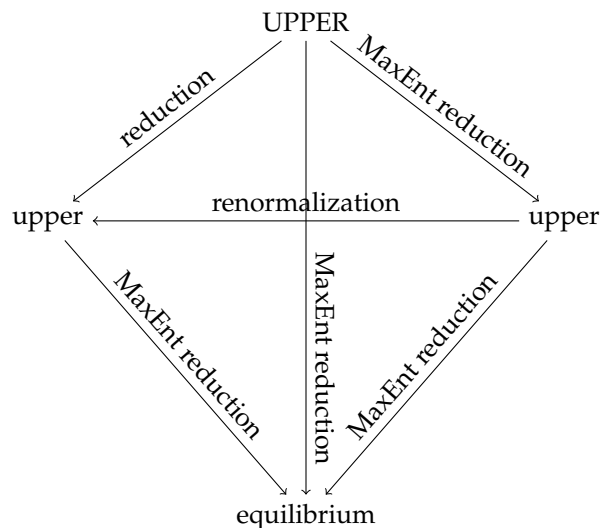 UPPER
reduction
MaxEnt reduction
upper
renormalization
upper
MaxEnt reduction
MaxEnt reduction
MaxEnt reduction
equilibrium